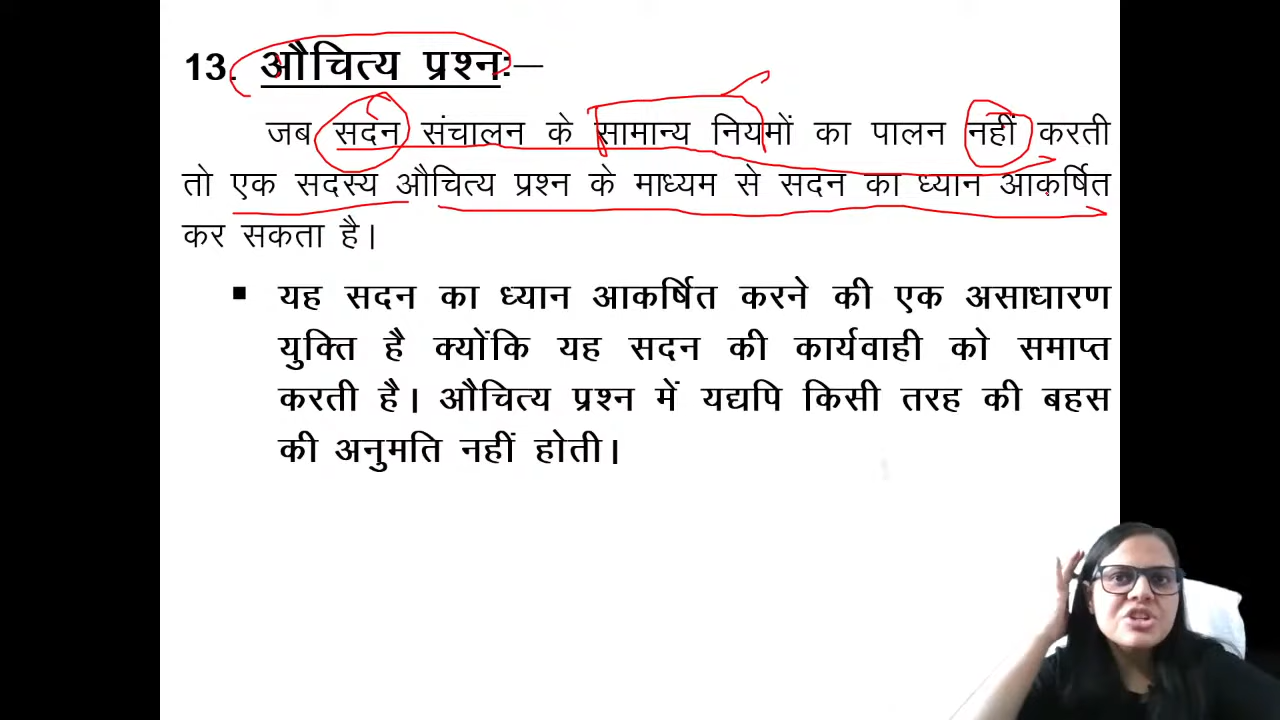 13. औचित्य प्रश्नः—
जब सदन संचालन के सामान्य नियमों का पालन नहीं करती
तो एक सदस्य औचित्य प्रश्न के माध्यम से सदन का ध्यान आकर्षित
कर सकता है।
▪ यह सदन का ध्यान आकर्षित करने की एक असाधारण
युक्ति है क्योंकि यह सदन की कार्यवाही को समाप्त
करती है। औचित्य प्रश्न में यद्यपि किसी तरह की बहस
की अनुमति नहीं होती।